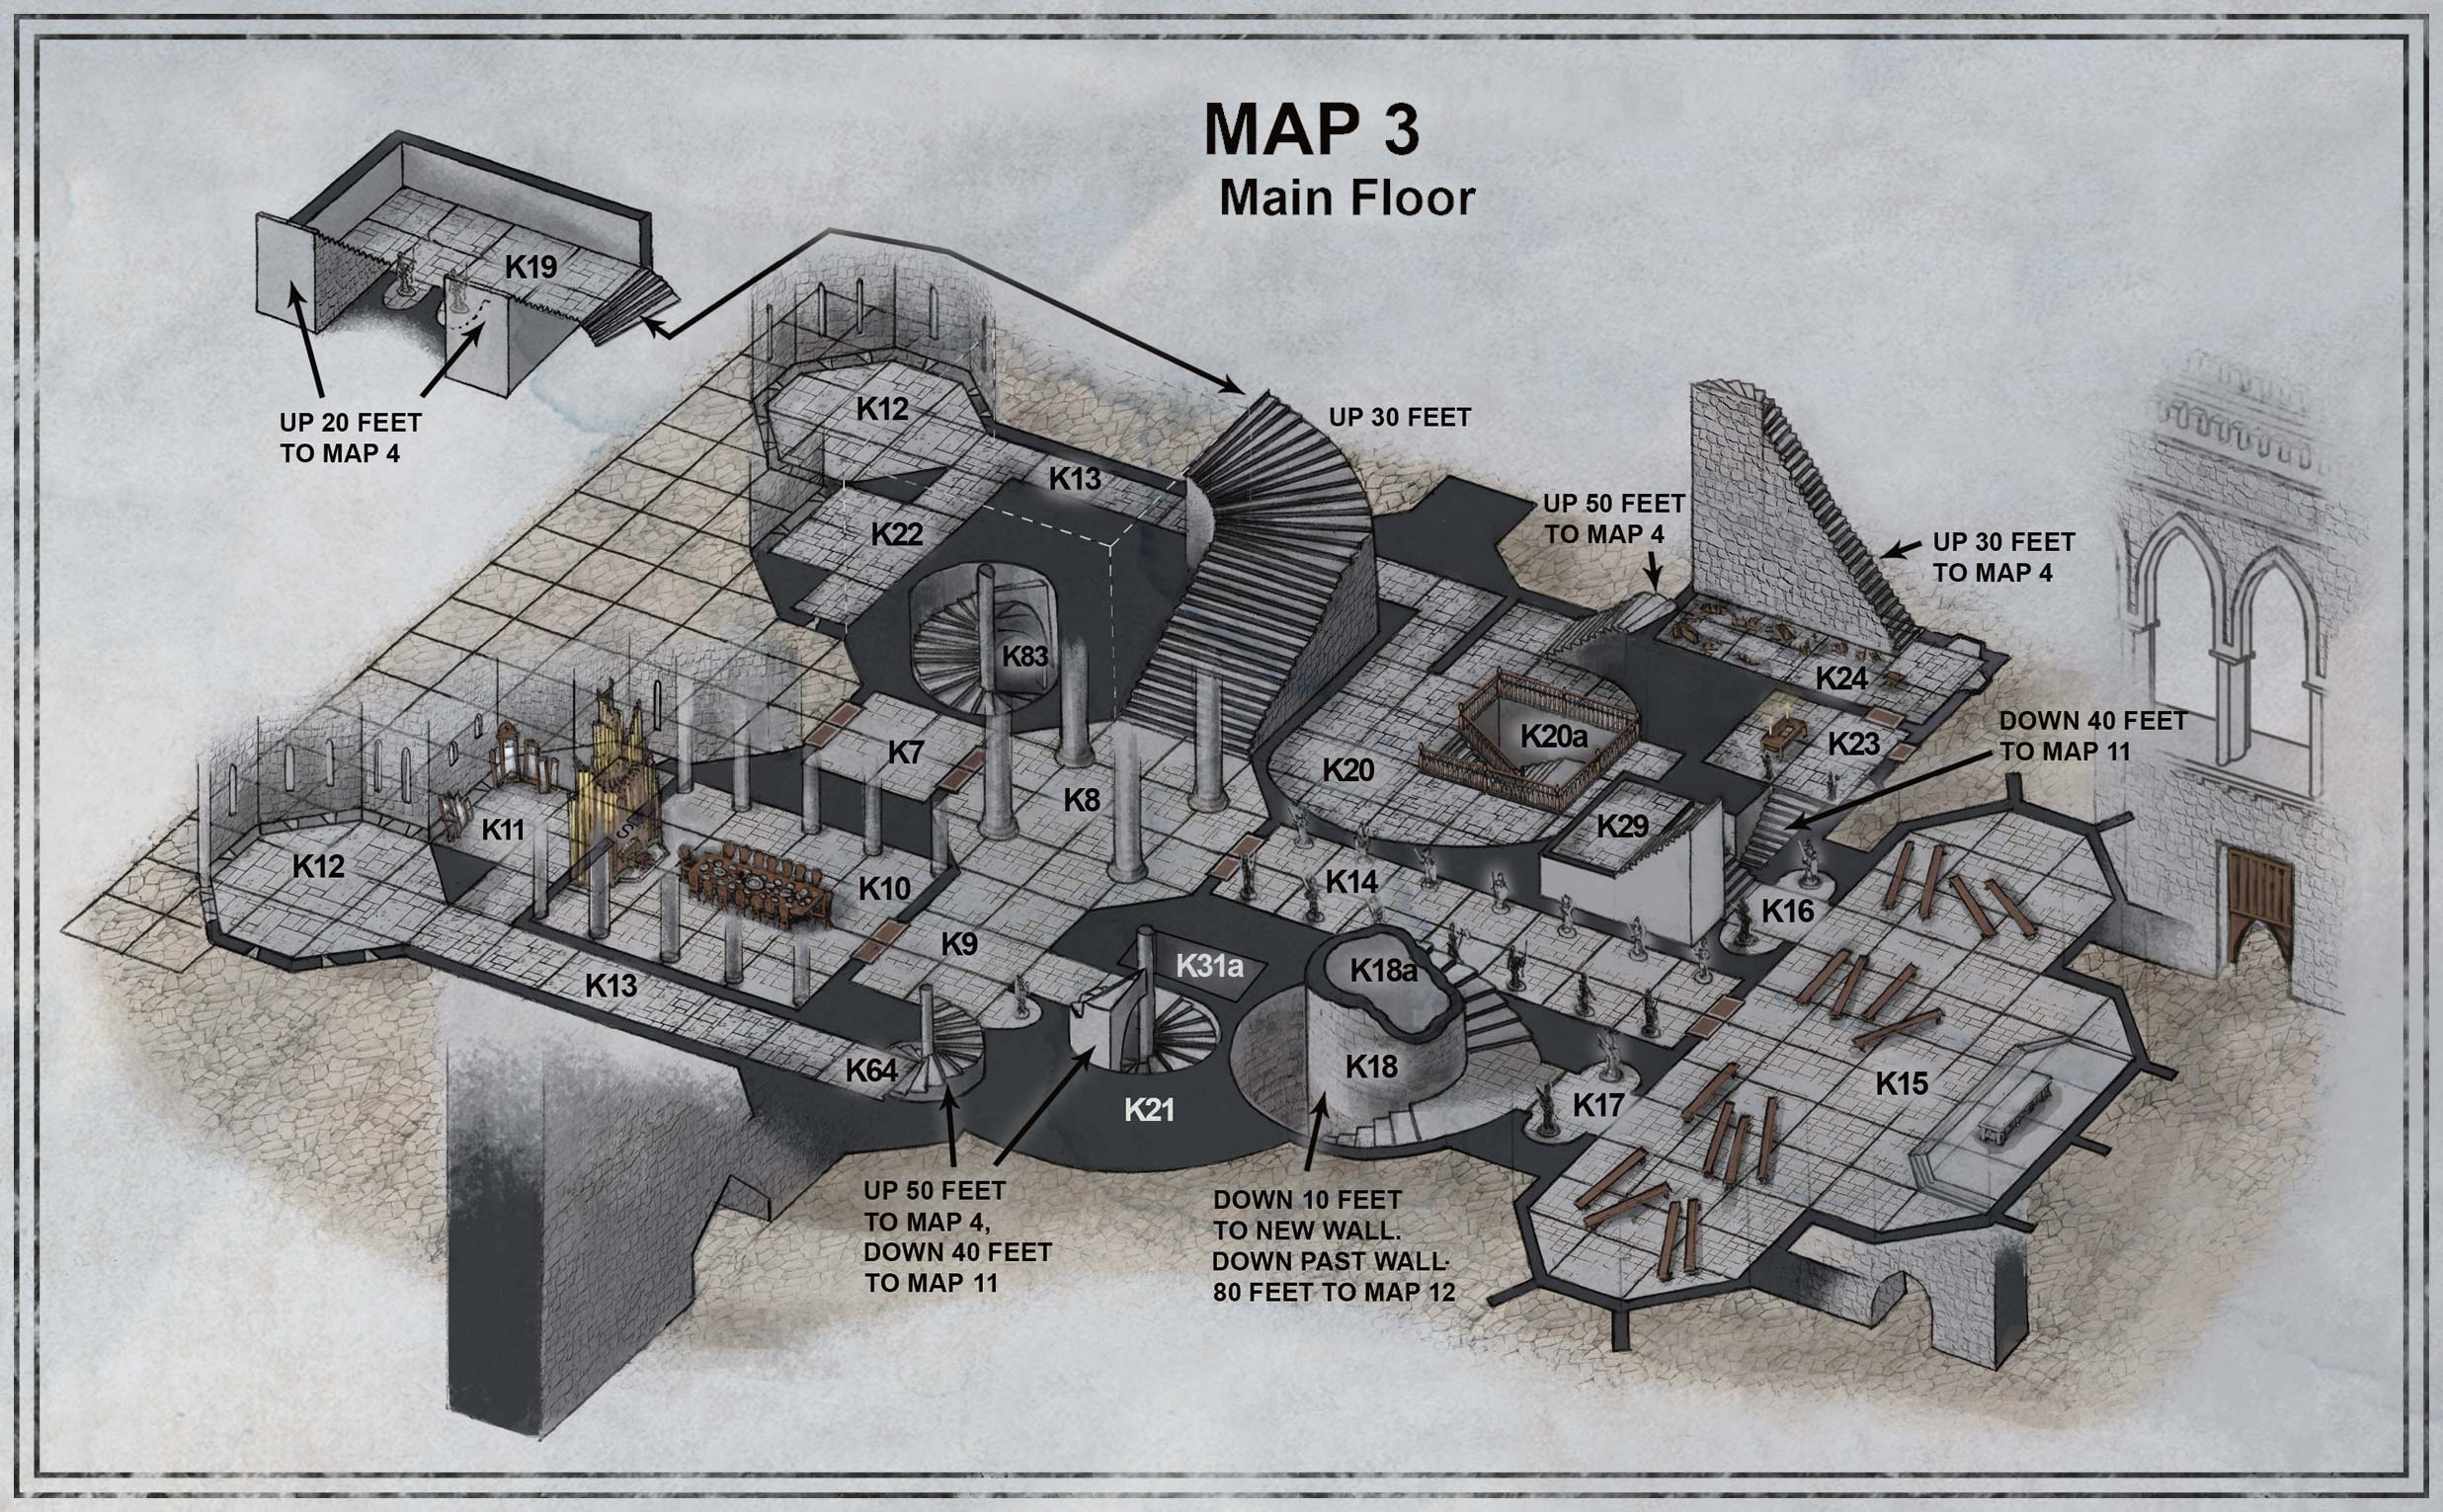 MAP 3
Main Floor
K19
UP 20 FEET
TO MAP 4
K12
K13
UP 30 FEET
K22
UP 50 FEET
TO MAP 4
UP 30 FEET
TO MAP 4
K83
K24
K7
K20a
K23
DOWN 40 FEET
TO MAP 11
K20
K8
K11
S
K29
K12
K10
K14
K16
K9
K31a
K18a
K13
K64
K18
K15
K21
K17
UP 50 FEET
TO MAP 4,
DOWN 40 FEET
TO MAP 11
DOWN 10 FEET
TO NEW WALL.
DOWN PAST WALL-
80 FEET TO MAP 12